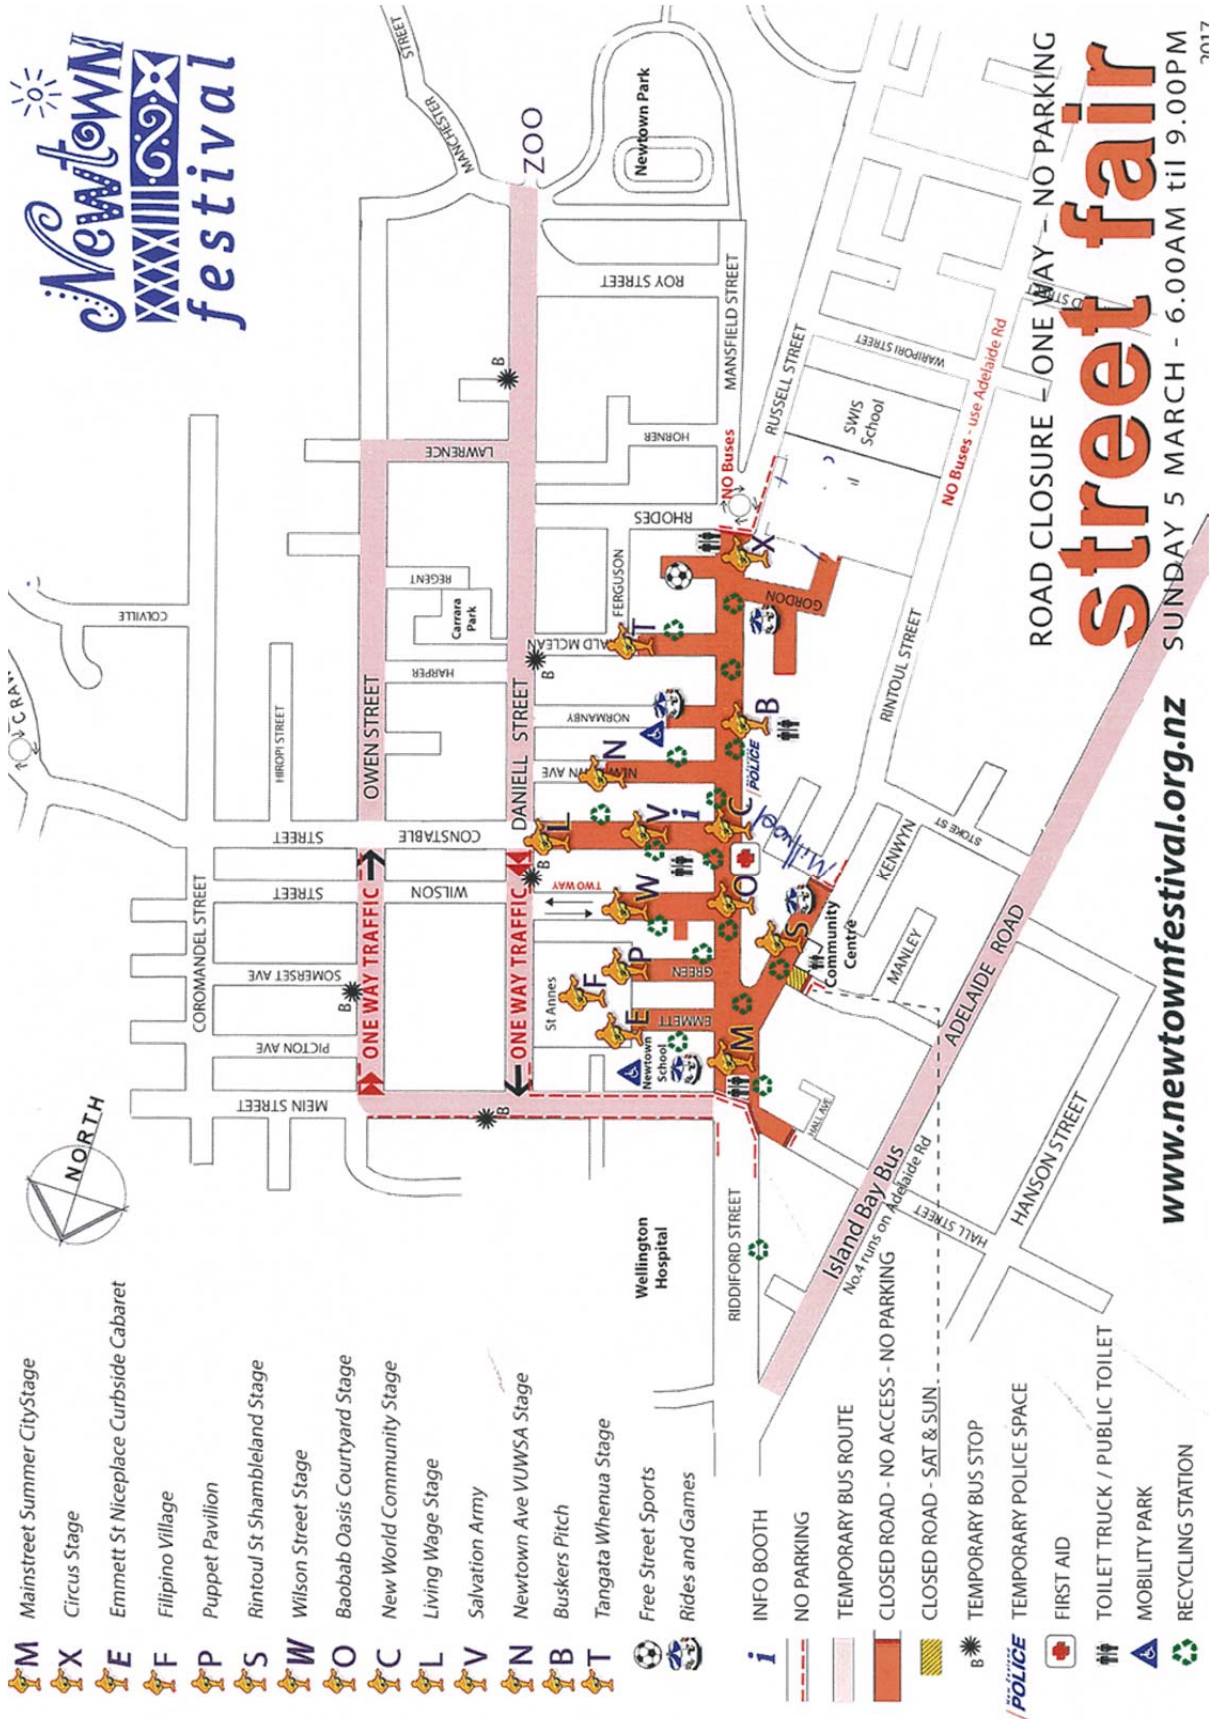 Newtown
festival
ROAD CLOSURE – ONE WAY – NO PARKING
street fair
SUNDAY 5 MARCH - 6.00AM til 9.00PM
2017
www.newtownfestival.org.nz
NORTH
M Mainstreet Summer CityStage
X Circus Stage
E Emmett St Niceplace Curbside Cabaret
F Filipino Village
P Puppet Pavilion
S Rintoul St Shambleland Stage
W Wilson Street Stage
O Baobab Oasis Courtyard Stage
C New World Community Stage
L Living Wage Stage
V Salvation Army
N Newtown Ave VUWSA Stage
B Buskers Pitch
T Tangata Whenua Stage
Free Street Sports
Rides and Games
i INFO BOOTH
NO PARKING
TEMPORARY BUS ROUTE
CLOSED ROAD - NO ACCESS - NO PARKING
CLOSED ROAD - SAT & SUN
B TEMPORARY BUS STOP
POLICE TEMPORARY POLICE SPACE
FIRST AID
TOILET TRUCK / PUBLIC TOILET
MOBILITY PARK
RECYCLING STATION
STREET
MANCHESTER
ZOO
Newtown Park
COLVILLE
HIROPI STREET
COROMANDEL STREET
STREET
STREET
SOMERSET AVE
PICTON AVE
MEIN STREET
OWEN STREET
ONE WAY TRAFFIC
LAWRENCE
REGENT
Carrara
Park
HARPER
CONSTABLE
WILSON
DANIELL STREET
ONE WAY TRAFFIC
B
B
B
B
B
TWO WAY
St Annes
ROY STREET
HORNER
RHODES
FERGUSON
ALD MCLEAN
NORMANBY
N
L
T
V
i
W
P
F
E
GREEN
EMMETT
Newtown
School
MANSFIELD STREET
NO Buses
RUSSELL STREET
WARIPORI STREET
SWIS
School
NO Buses - use Adelaide Rd
X
GORDON
B
POLICE
C
O
S
M
Millwool
Community
Centre
RINTOUL STREET
KENWYN
STOKE ST
MANLEY
ADELAIDE ROAD
HALL AVE
HALL STREET
HANSON STREET
Island Bay Bus
No.4 runs on Adelaide Rd
RIDDIFORD STREET
Wellington
Hospital